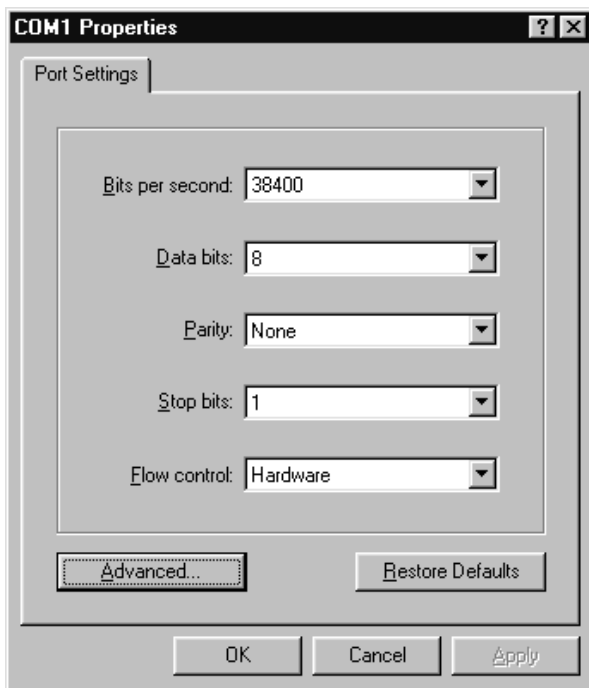 COM1 Properties
Port Settings
Bits per second: 38400
Data bits: 8
Parity: None
Stop bits: 1
Flow control: Hardware
Advanced... Restore Defaults
OK Cancel Apply